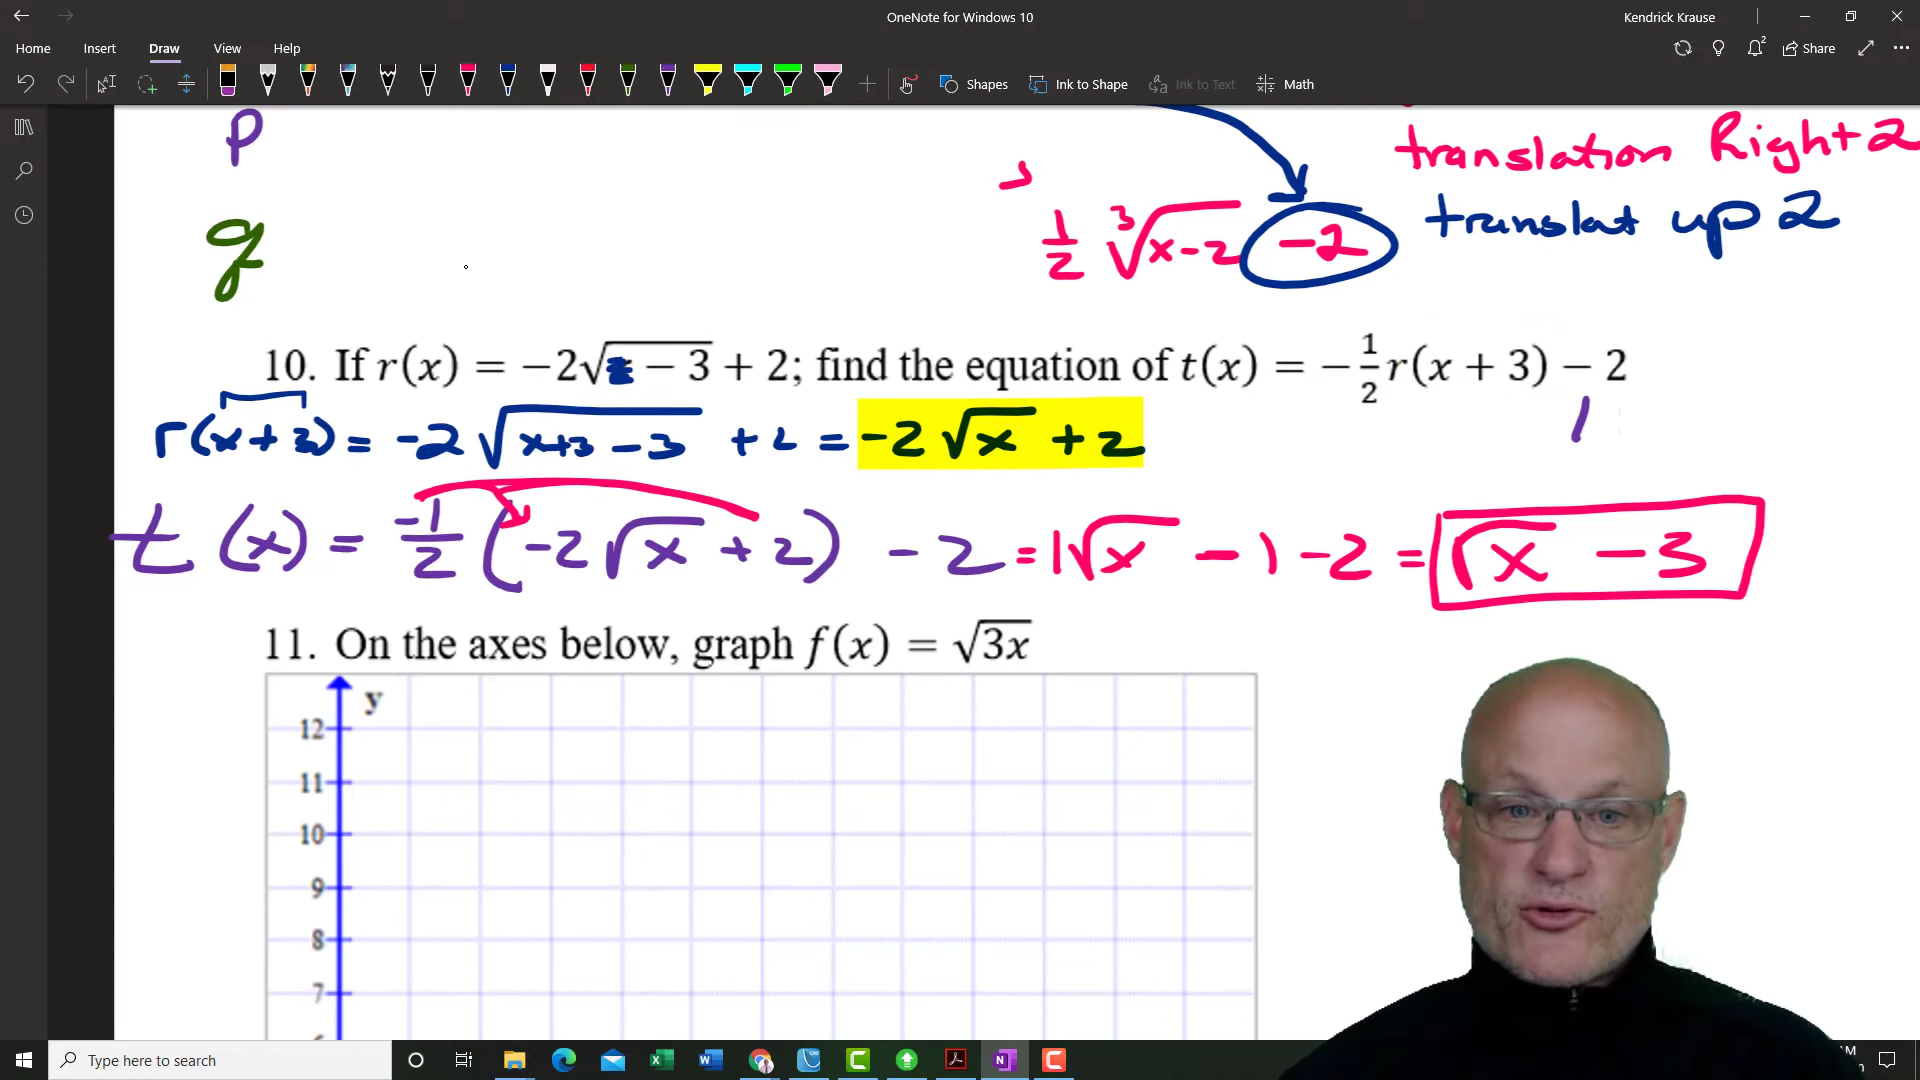 OneNote for Windows 10
Kendrick Krause
Home Insert Draw View Help
2
Share
Shapes
Ink to Shape
Ink to Text
Math
p
translation Right 2
g
1/2 ∛(x-2) -2
translat up 2
10. If r(x) = −2√(x − 3) + 2; find the equation of t(x) = −1/2 r(x + 3) − 2
r(x+3) = -2√(x+3-3) +2 = -2√x +2
t(x) = -1/2 (-2√x +2) -2 = 1√x -1 -2 = √x -3
11. On the axes below, graph f(x) = √3x
y
12
11
10
9
8
7
Type here to search